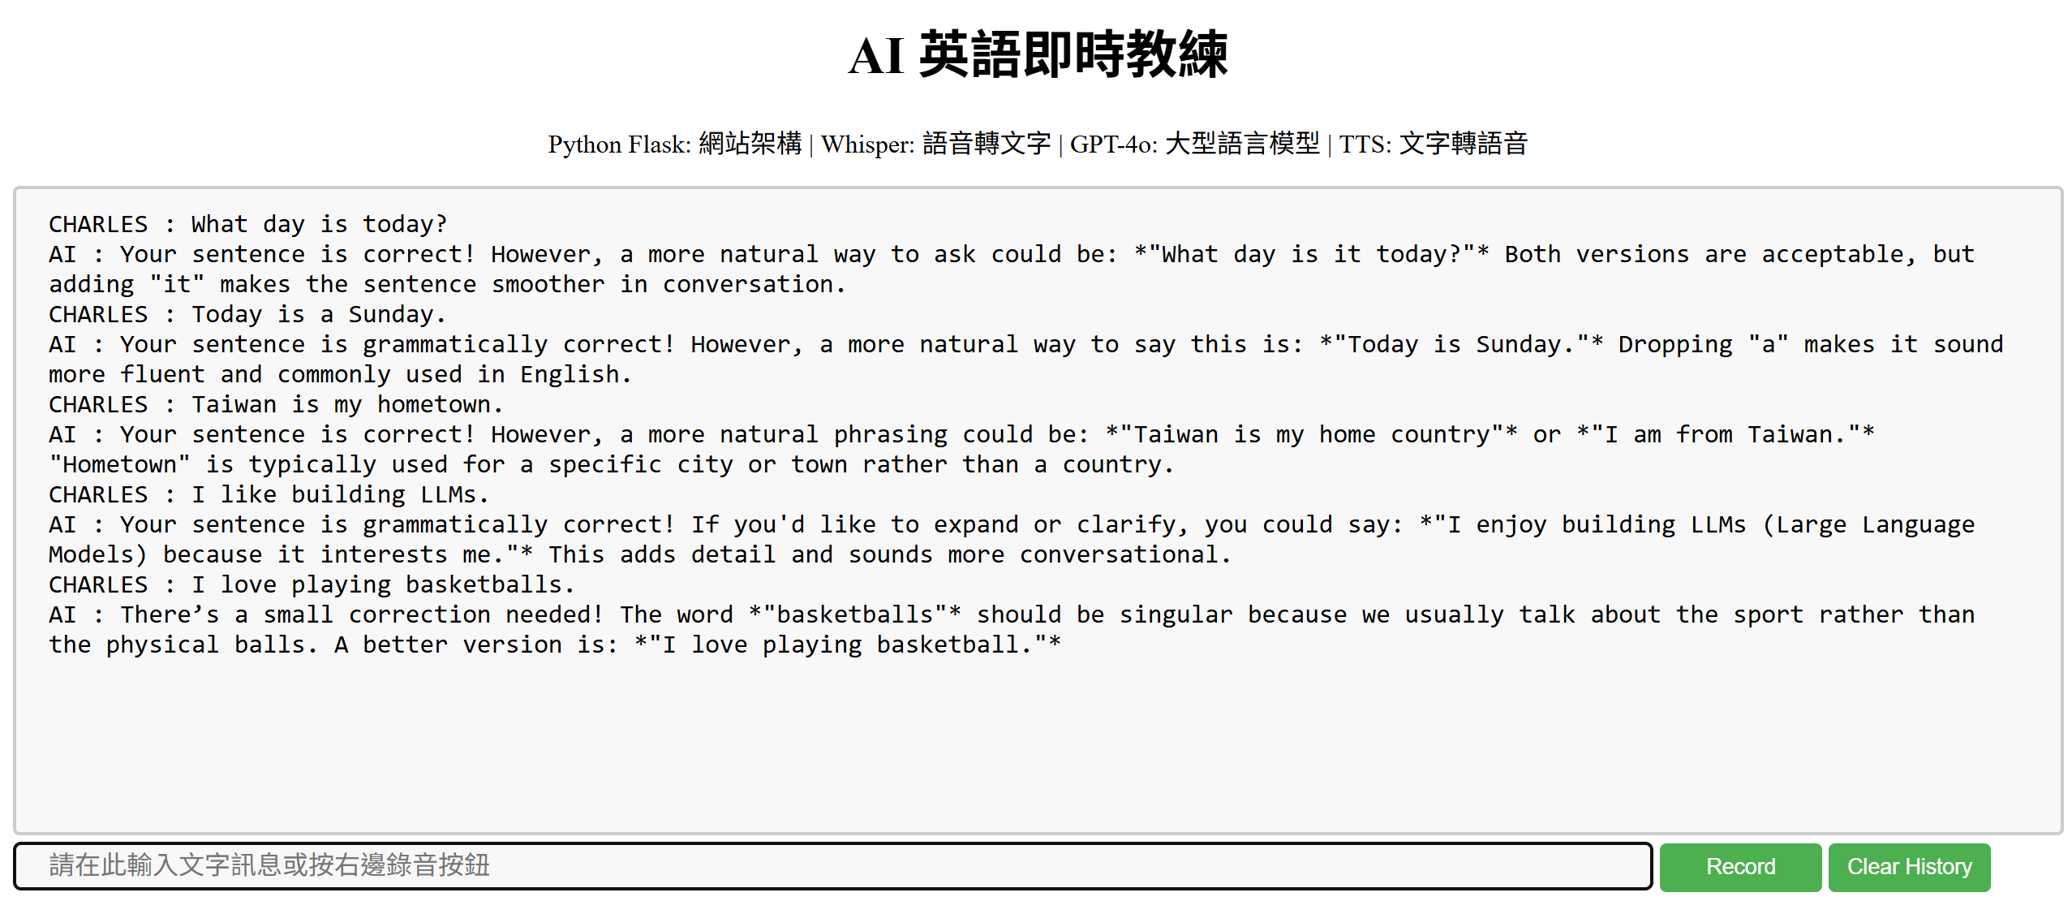 AI 英語即時教練
Python Flask: 網站架構 | Whisper: 語音轉文字 | GPT-4o: 大型語言模型 | TTS: 文字轉語音
CHARLES : What day is today?
AI : Your sentence is correct! However, a more natural way to ask could be: *"What day is it today?"* Both versions are acceptable, but
adding "it" makes the sentence smoother in conversation.
CHARLES : Today is a Sunday.
AI : Your sentence is grammatically correct! However, a more natural way to say this is: *"Today is Sunday."* Dropping "a" makes it sound
more fluent and commonly used in English.
CHARLES : Taiwan is my hometown.
AI : Your sentence is correct! However, a more natural phrasing could be: *"Taiwan is my home country"* or *"I am from Taiwan."*
"Hometown" is typically used for a specific city or town rather than a country.
CHARLES : I like building LLMs.
AI : Your sentence is grammatically correct! If you'd like to expand or clarify, you could say: *"I enjoy building LLMs (Large Language
Models) because it interests me."* This adds detail and sounds more conversational.
CHARLES : I love playing basketballs.
AI : There’s a small correction needed! The word *"basketballs"* should be singular because we usually talk about the sport rather than
the physical balls. A better version is: *"I love playing basketball."*
請在此輸入文字訊息或按右邊錄音按鈕
Record
Clear History